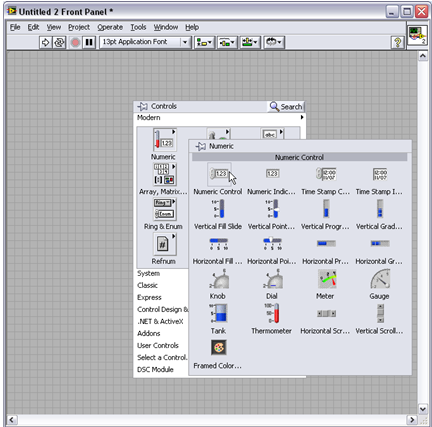 Untitled 2 Front Panel *
File Edit View Project Operate Tools Window Help
13pt Application Font
2
Controls
Search
Modern
Numeric
Array, Matrix...
Ring & Enum
Refnum
System
Classic
Express
Control Design &
.NET & ActiveX
Addons
User Controls
Select a Control.
DSC Module
Numeric
Numeric Control
Numeric Control Numeric Indic... Time Stamp C... Time Stamp I...
Vertical Fill Slide Vertical Point... Vertical Progr... Vertical Grad...
Horizontal Fill ... Horizontal Poi... Horizontal Pr... Horizontal Gr...
Knob Dial Meter Gauge
Tank Thermometer Horizontal Scr... Vertical Scroll...
Framed Color...